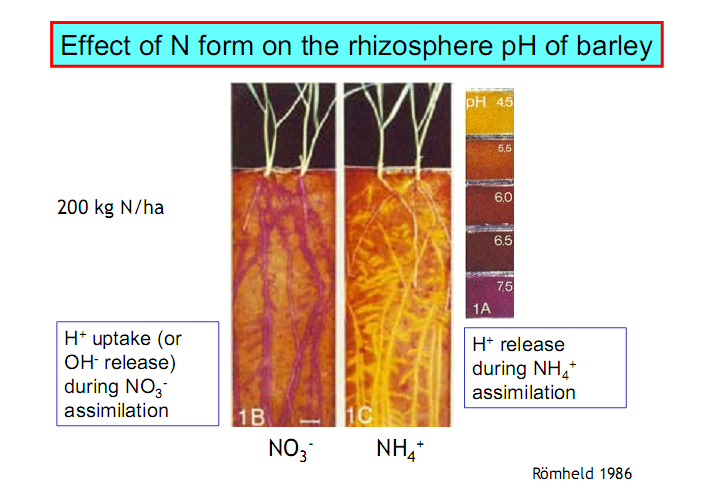 Effect of N form on the rhizosphere pH of barley
200 kg N/ha
pH 4.5
5.5
6.0
6.5
7.5
1A
H⁺ uptake (or
OH⁻ release)
during NO₃⁻
assimilation
1B
1C
H⁺ release
during NH₄⁺
assimilation
NO₃⁻
NH₄⁺
Römheld 1986